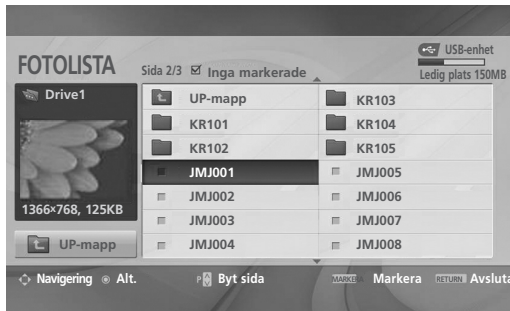 USB-enhet
FOTOLISTA
Sida 2/3 Inga markerade
Ledig plats 150MB
Drive1
UP-mapp KR103
KR101 KR104
KR102 KR105
JMJ001 JMJ005
JMJ002 JMJ006
JMJ003 JMJ007
JMJ004 JMJ008
1366×768, 125KB
UP-mapp
Navigering Alt. P Byt sida MARKERA Markera RETURN Avsluta